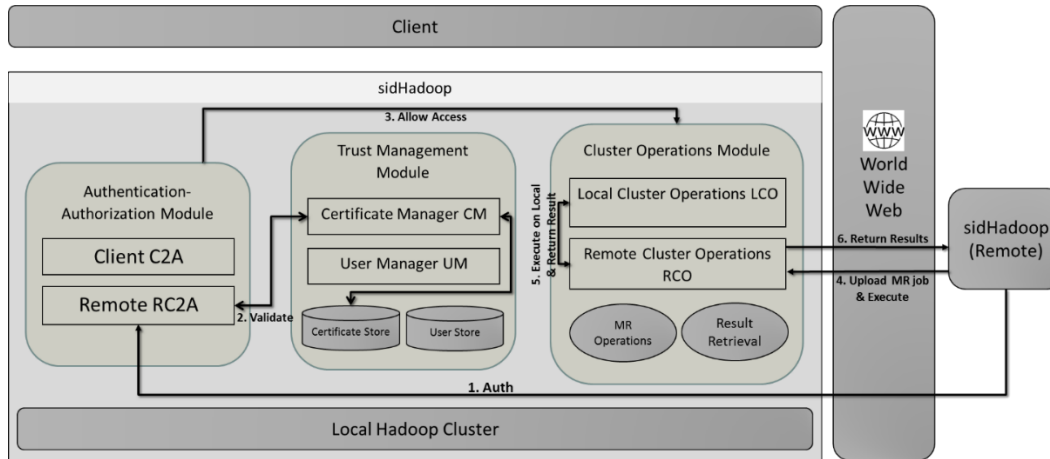 Client
sidHadoop
3. Allow Access
Authentication-
Authorization Module
Client C2A
Remote RC2A
2. Validate
Trust Management
Module
Certificate Manager CM
User Manager UM
Certificate Store
User Store
Cluster Operations Module
Local Cluster Operations LCO
Remote Cluster Operations
RCO
5. Execute on Local
& Return Result
MR
Operations
Result
Retrieval
WWW
World
Wide
Web
6. Return Results
4. Upload MR job
& Execute
sidHadoop
(Remote)
1. Auth
Local Hadoop Cluster